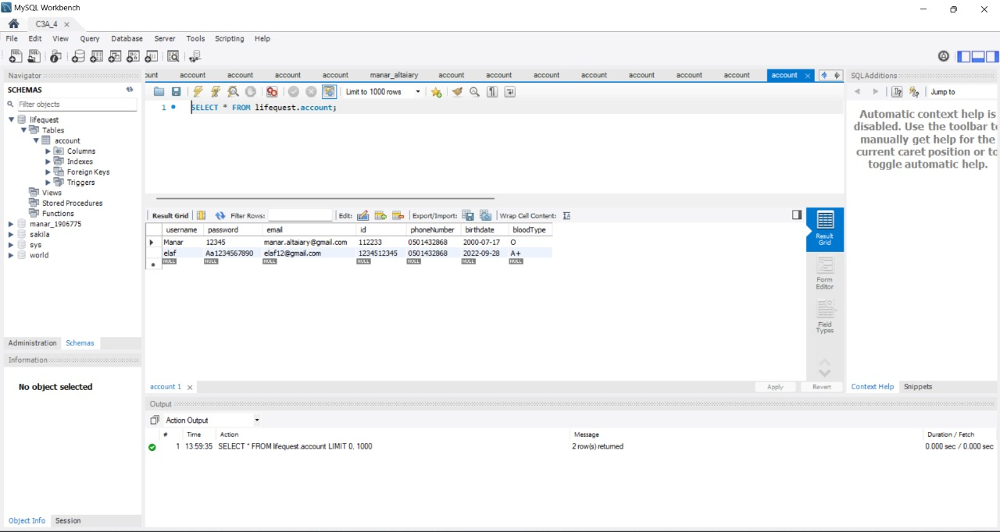 MySQL Workbench
C3A_4 ×
File Edit View Query Database Server Tools Scripting Help
Navigator
SCHEMAS
Filter objects
lifequest
Tables
account
Columns
Indexes
Foreign Keys
Triggers
Views
Stored Procedures
Functions
manar_1906775
sakila
sys
world
Administration Schemas
Information
No object selected
Object Info Session
ount account account account account manar_altaiary account account account account account account account account ×
Limit to 1000 rows
1 SELECT * FROM lifequest.account;
Result Grid Filter Rows: Edit: Export/Import: Wrap Cell Content:
username password email id phoneNumber birthdate bloodType
Manar 12345 manar.altaiary@gmail.com 112233 0501432868 2000-07-17 O
elaf Aa1234567890 elaf12@gmail.com 1234512345 0501432868 2022-09-28 A+
NULL NULL NULL NULL NULL NULL NULL
Result
Grid
Form
Editor
Field
Types
account 1 × Apply Revert
Output
Action Output
# Time Action Message Duration / Fetch
1 13:59:35 SELECT * FROM lifequest.account LIMIT 0, 1000 2 row(s) returned 0.000 sec / 0.000 sec
SQLAdditions
Jump to
Automatic context help is
disabled. Use the toolbar t
manually get help for the
current caret position or to
toggle automatic help.
Context Help Snippets